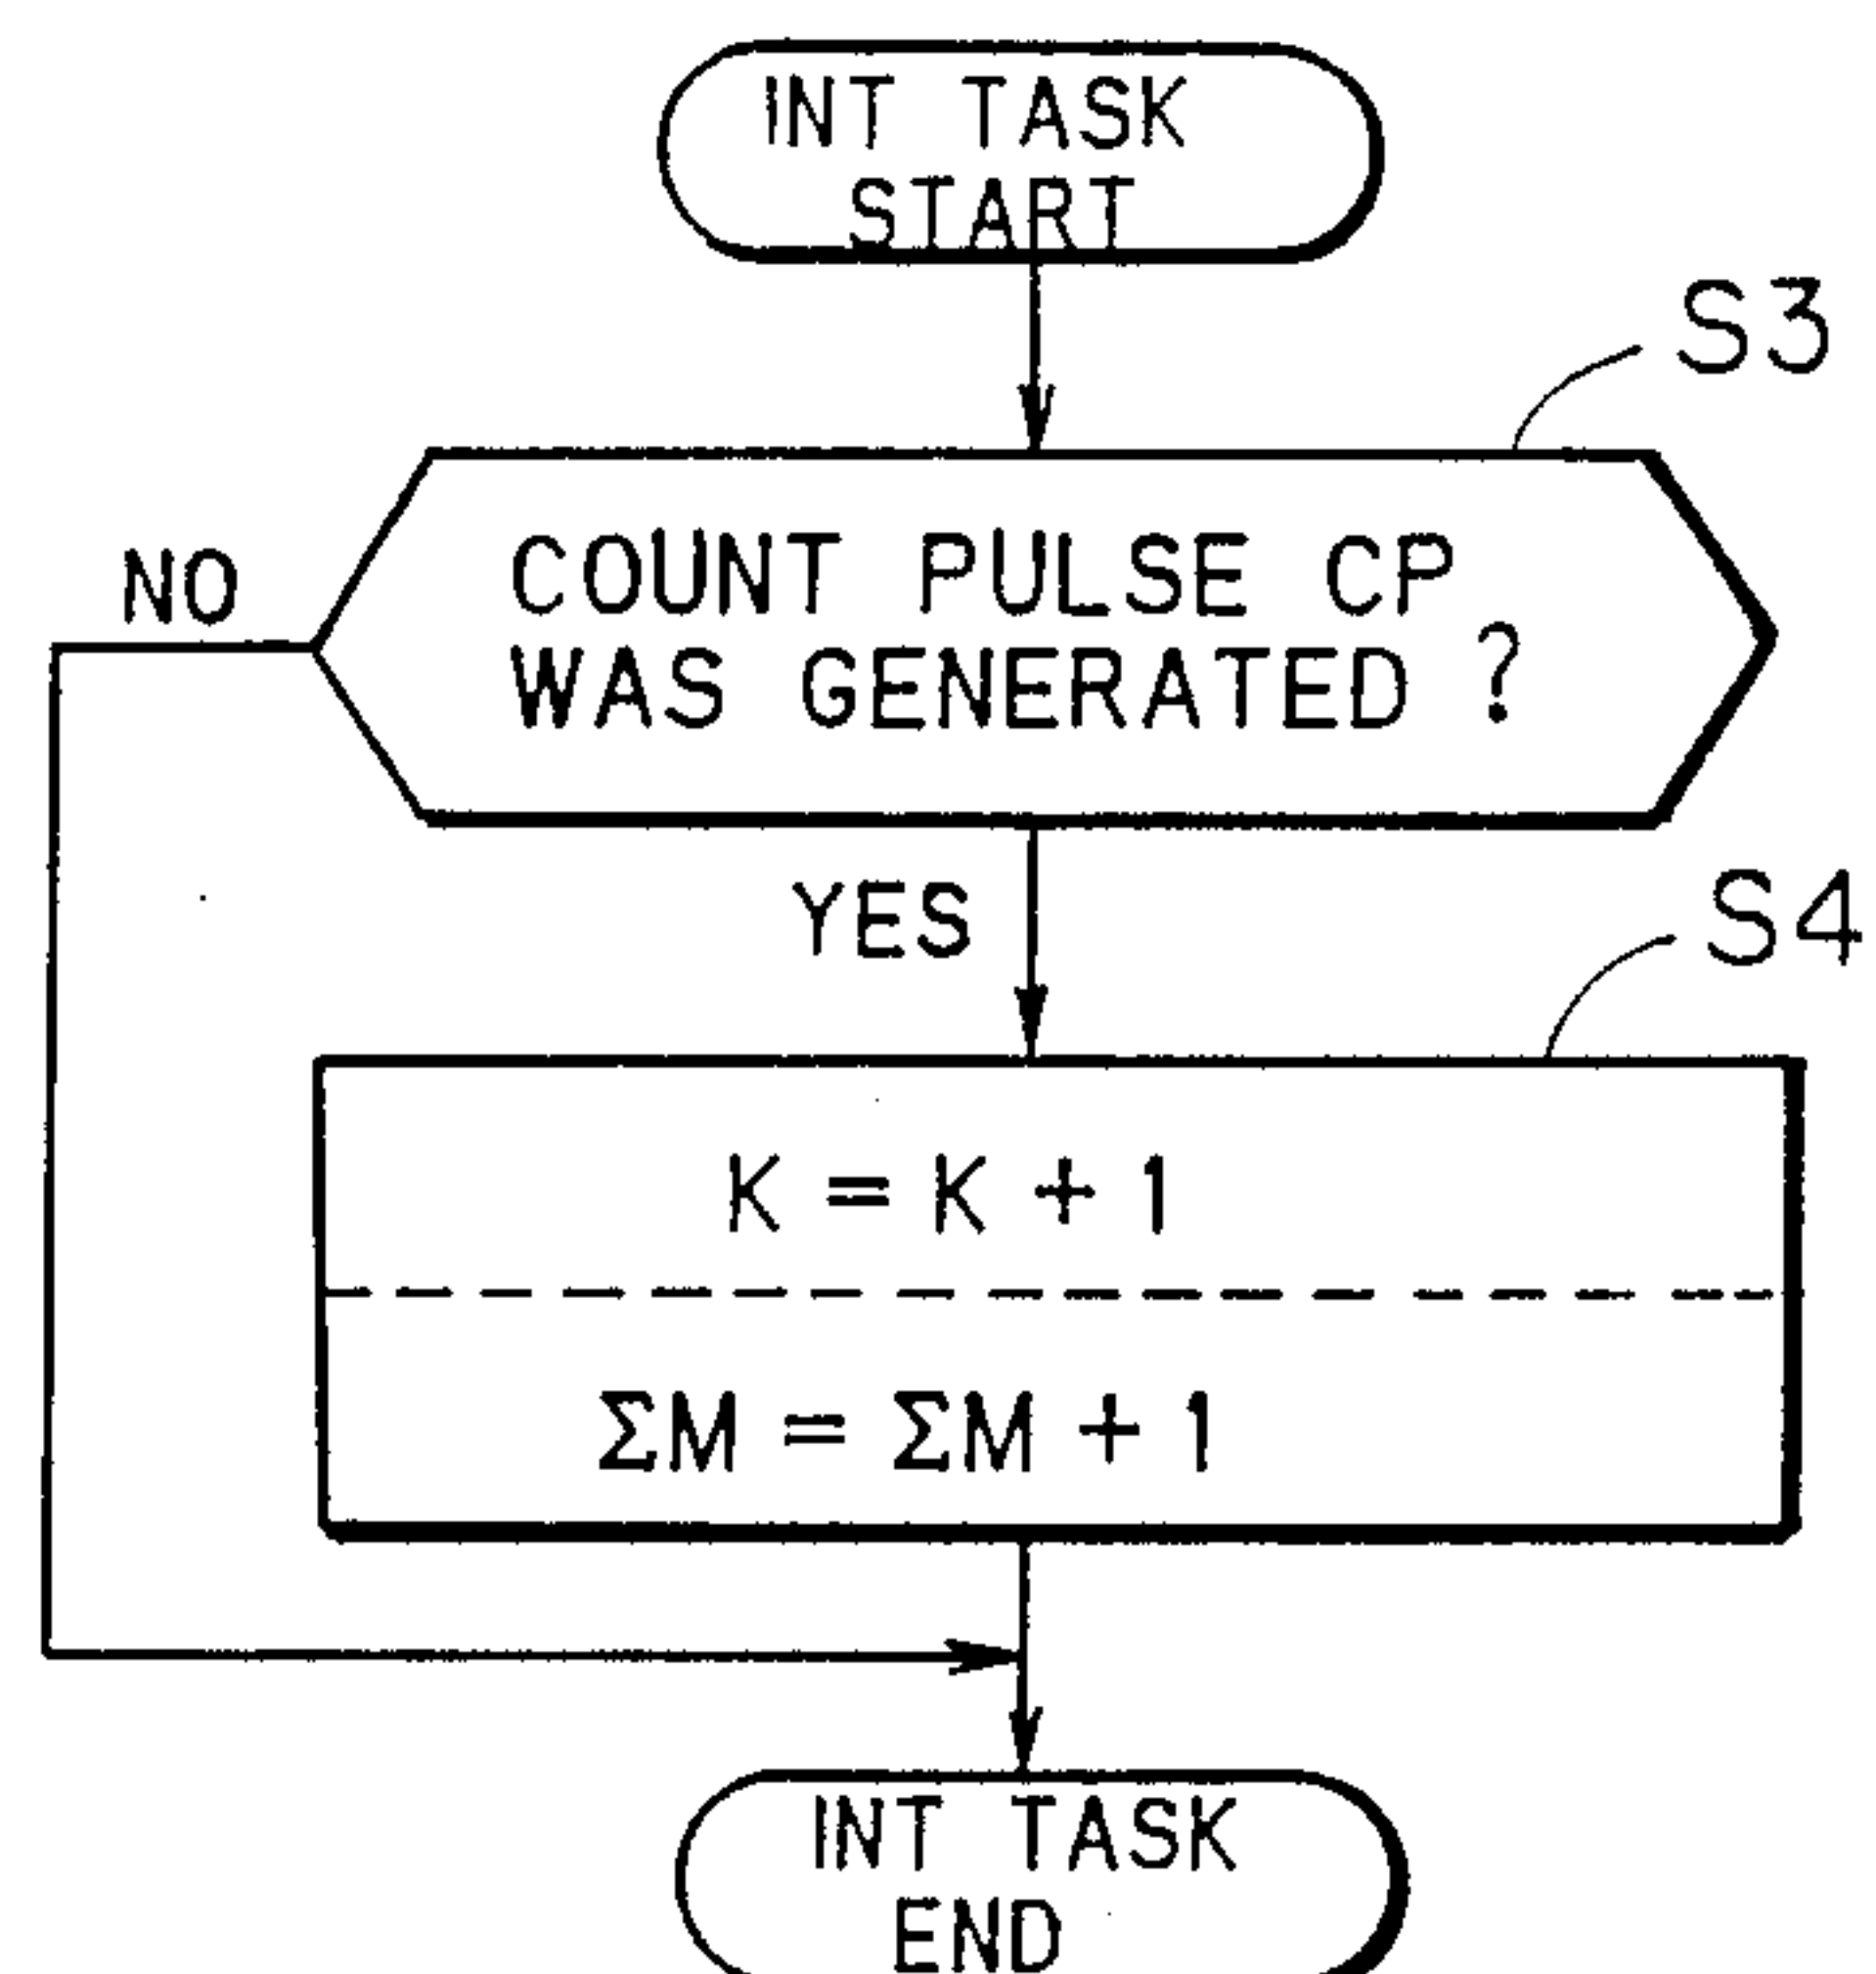 INT TASK
START
S3
COUNT PULSE CP
WAS GENERATED ?
NO
YES
S4
K = K + 1
ΣM = ΣM + 1
INT TASK
END